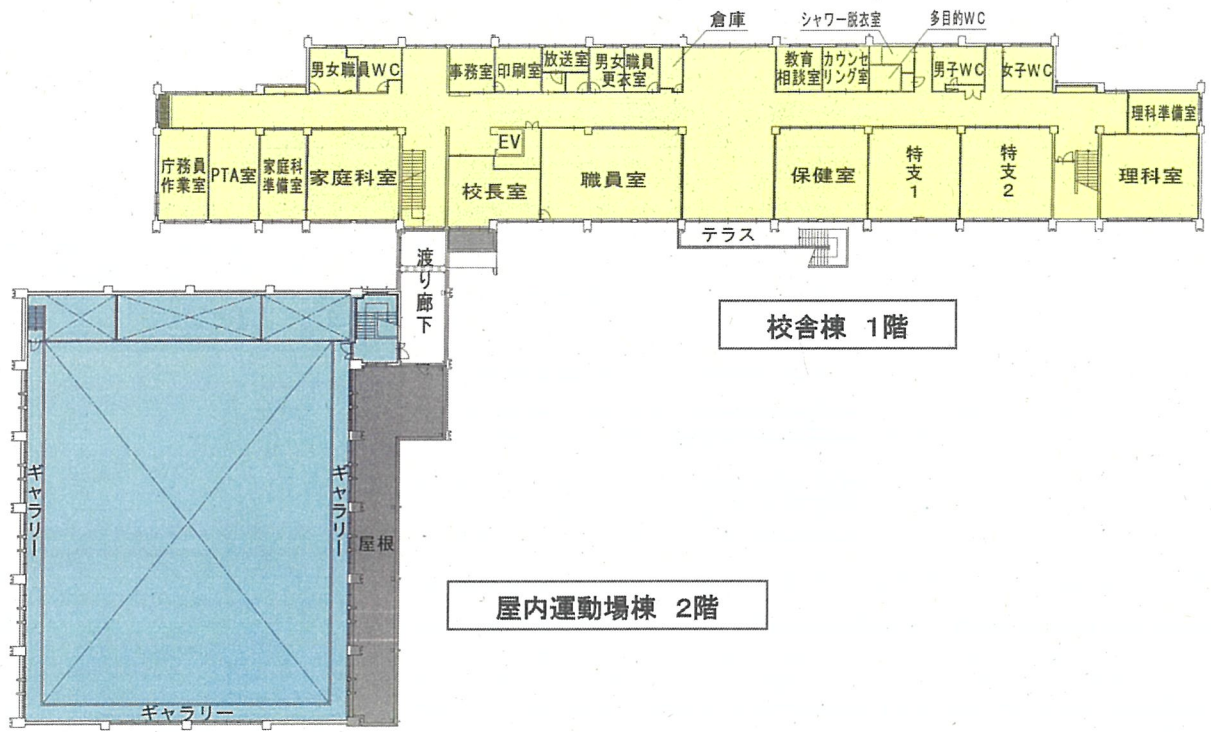 倉庫
シャワー脱衣室
多目的WC
男女職員WC
事務室
印刷室
放送室
男女職員
更衣室
教育
相談室
カウンセ
リング室
男子WC
女子WC
理科準備室
庁務員
作業室
PTA室
家庭科
準備室
家庭科室
EV
校長室
職員室
保健室
特支1
特支2
理科室
テラス
渡り廊下
校舎棟 1階
ギャラリー
ギャラリー
屋根
屋内運動場棟 2階
ギャラリー